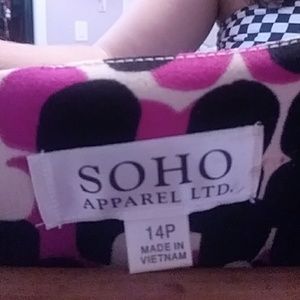 SOHO
APPAREL LTD.
14P
MADE IN
VIETNAM